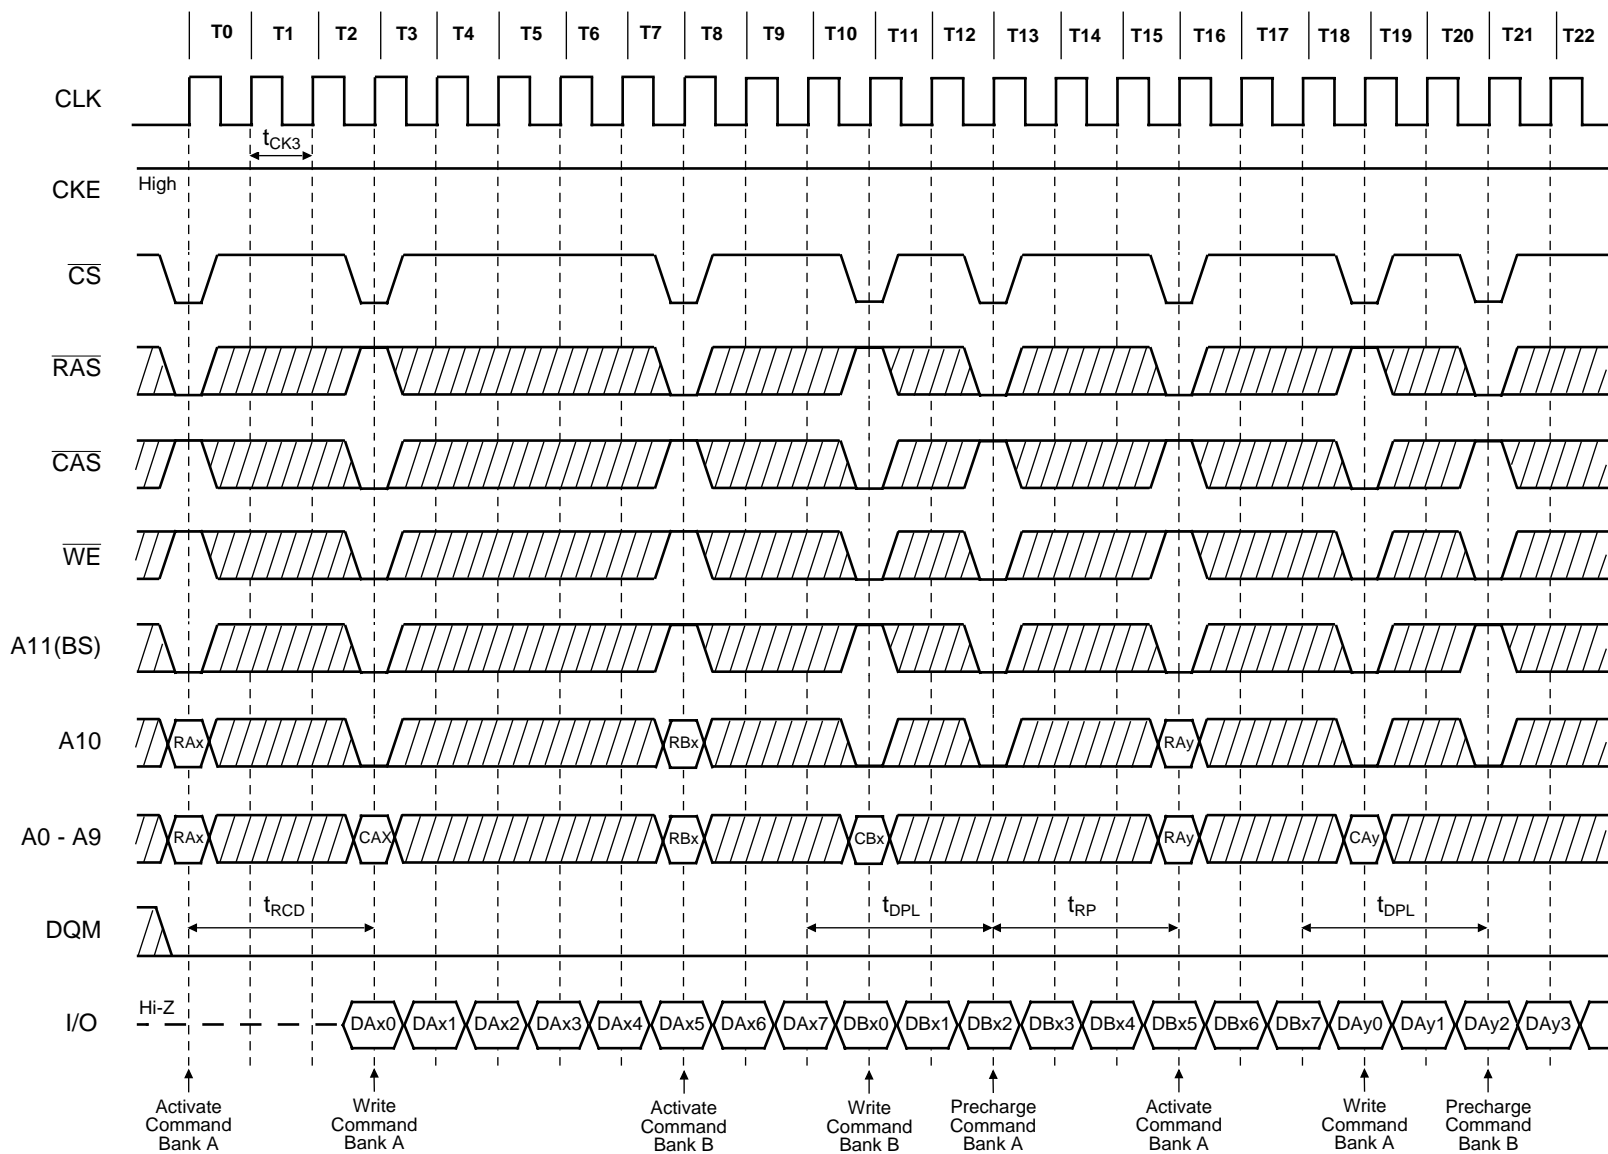 T0 T1 T2 T3 T4 T5 T6 T7 T8 T9 T10 T11 T12 T13 T14 T15 T16 T17 T18 T19 T20 T21 T22
CLK
tCK3
CKE High
CS
RAS
CAS
WE
A11(BS)
A10 RAx RBx RAy
A0 - A9 RAx CAX RBx CBx RAy CAy
DQM tRCD tDPL tRP tDPL
I/O Hi-Z DAx0 DAx1 DAx2 DAx3 DAx4 DAx5 DAx6 DAx7 DBx0 DBx1 DBx2 DBx3 DBx4 DBx5 DBx6 DBx7 DAy0 DAy1 DAy2 DAy3
Activate
Command
Bank A
Write
Command
Bank A
Activate
Command
Bank B
Write
Command
Bank B
Precharge
Command
Bank A
Activate
Command
Bank A
Write
Command
Bank A
Precharge
Command
Bank B